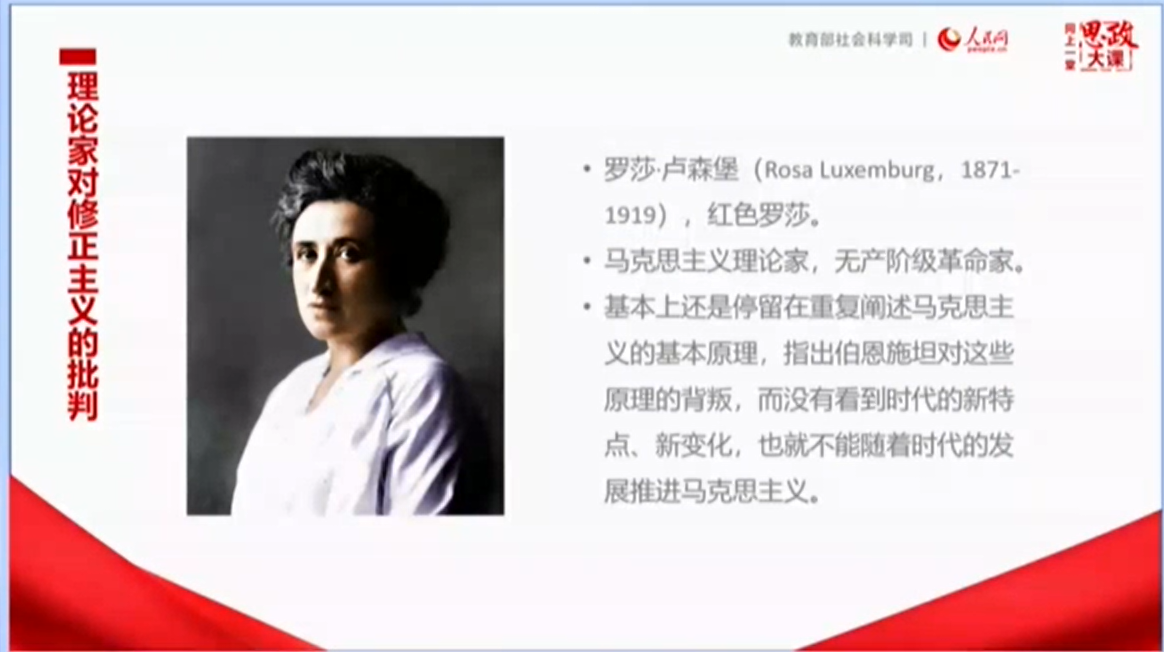 教育部社会科学司 | 人民网
people.cn
网上一堂
思政
大课
理论家对修正主义的批判
• 罗莎·卢森堡（Rosa Luxemburg，1871-
1919），红色罗莎。
• 马克思主义理论家，无产阶级革命家。
• 基本上还是停留在重复阐述马克思主
义的基本原理，指出伯恩施坦对这些
原理的背叛，而没有看到时代的新特
点、新变化，也就不能随着时代的发
展推进马克思主义。